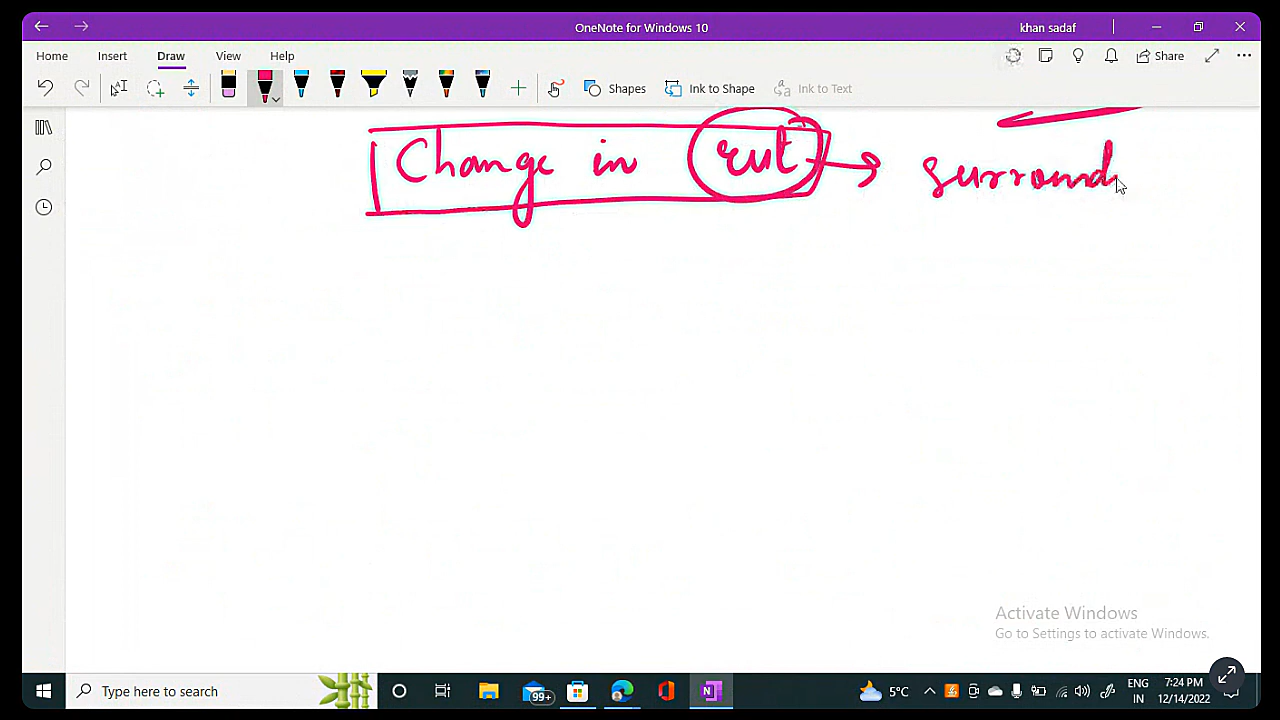 OneNote for Windows 10
khan sadaf
Home Insert Draw View Help
Share
Shapes
Ink to Shape
Ink to Text
Change in → surround
Activate Windows
Go to Settings to activate Windows.
Type here to search
99+
5°C
ENG
IN
7:24 PM
12/14/2022